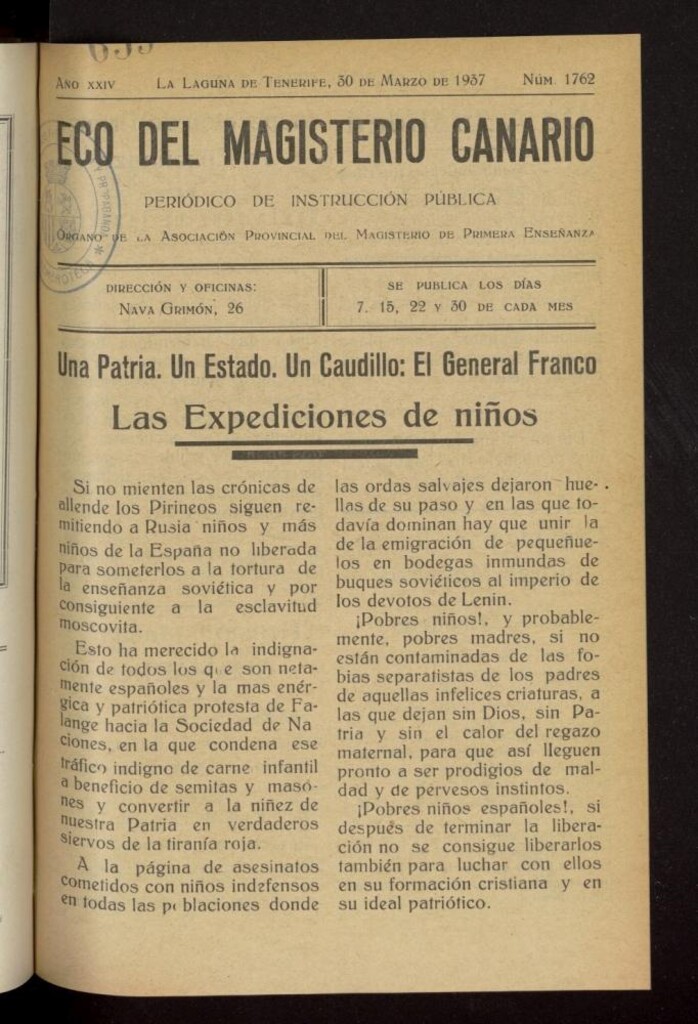 AÑO XXIV LA LAGUNA DE TENERIFE, 30 DE MARZO DE 1937 NÚM 1762
ECO DEL MAGISTERIO CANARIO
PERIÓDICO DE INSTRUCCIÓN PÚBLICA
ÓRGANO DE LA ASOCIACIÓN PROVINCIAL DEL MAGISTERIO DE PRIMERA ENSEÑANZA
DIRECCIÓN Y OFICINAS:
NAVA GRIMÓN, 26
SE PUBLICA LOS DÍAS
7. 15, 22 Y 30 DE CADA MES
Una Patria. Un Estado. Un Caudillo: El General Franco
Las Expediciones de niños
Si no mienten las crónicas de
allende los Pirineos siguen re-
mitiendo a Rusia niños y más
niños de la España no liberada
para someterlos a la tortura de
la enseñanza soviética y por
consiguiente a la esclavitud
moscovita.
Esto ha merecido la indigna-
ción de todos los que son neta-
mente españoles y la mas enér-
gica y patriótica protesta de Fa-
lange hacia la Sociedad de Na
ciones, en la que condena ese
tráfico indigno de carne infantil
a beneficio de semitas y maso-
nes y convertir a la niñez de
nuestra Patria en verdaderos
siervos de la tiranía roja.
A la página de asesinatos
cometidos con niños indefensos
en todas las poblaciones donde
las ordas salvajes dejaron hue-
llas de su paso y en las que to-
davía dominan hay que unir la
de la emigración de pequeñue-
los en bodegas inmundas de
buques soviéticos al imperio de
los devotos de Lenin.
¡Pobres niños!, y probable-
mente, pobres madres, si no
están contaminadas de las fo-
bias separatistas de los padres
de aquellas infelices criaturas, a
las que dejan sin Dios, sin Pa-
tria y sin el calor del regazo
maternal, para que así lleguen
pronto a ser prodigios de mal-
dad y de pervesos instintos.
¡Pobres niños españoles!, si
después de terminar la libera-
ción no se consigue liberarlos
también para luchar con ellos
en su formación cristiana y en
su ideal patriótico.